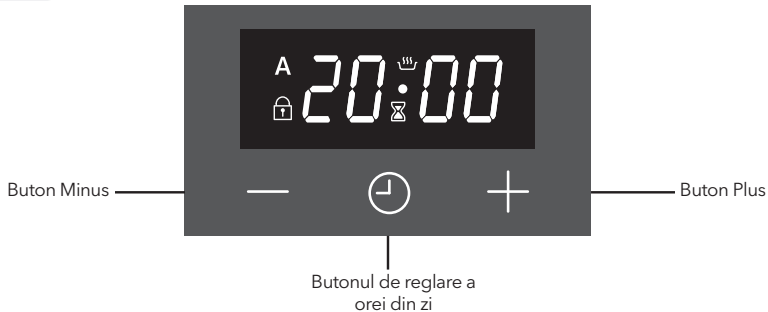 A 20:00
Buton Minus
Buton Plus
Butonul de reglare a
orei din zi